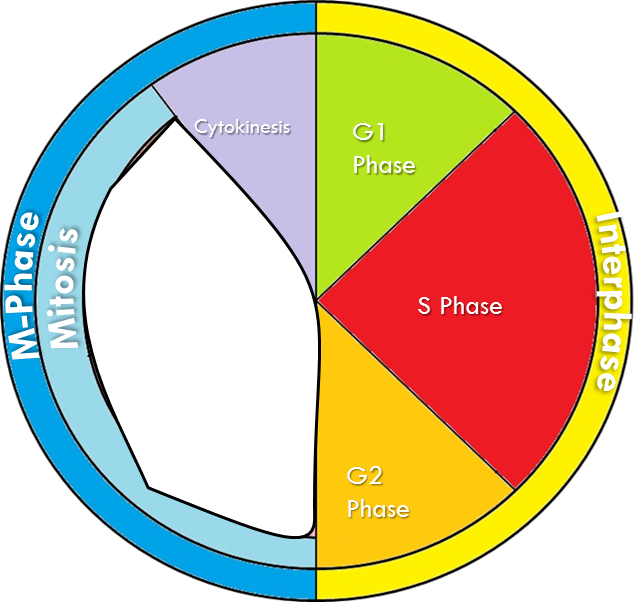 Cytokinesis
G1
Phase
M-Phase
Mitosis
S Phase
Interphase
G2
Phase